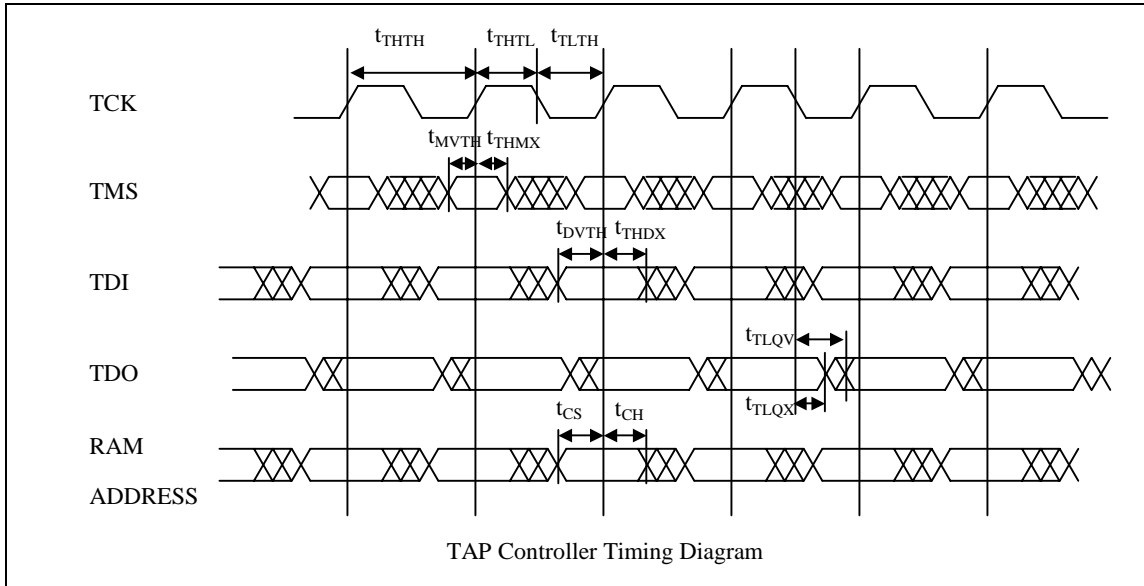 tTHTH tTHTL tTLTH
TCK
tMVTH tTHMX
TMS
tDVTH tTHDX
TDI
tTLQV
TDO
tTLQX
tCS tCH
RAM
ADDRESS
TAP Controller Timing Diagram